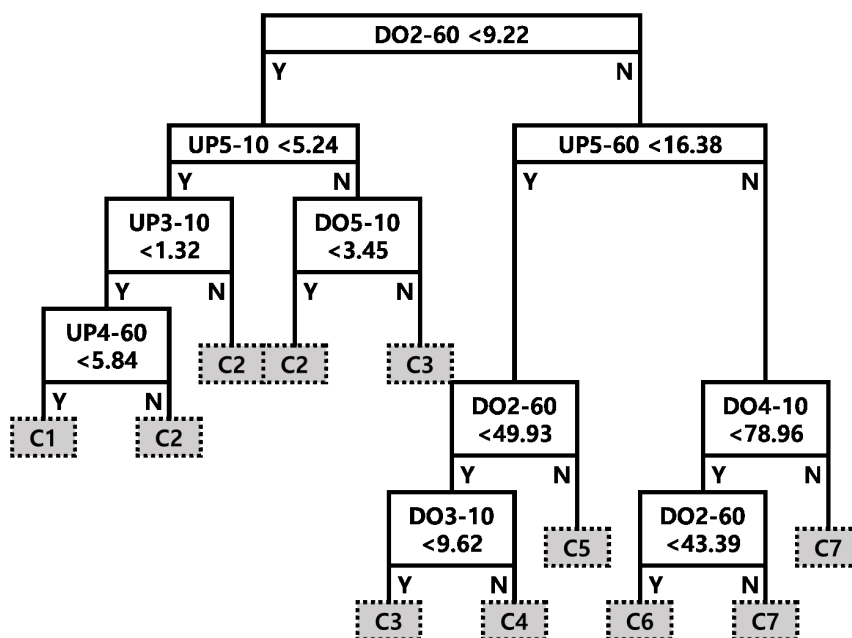 DO2-60 <9.22
Y
N
UP5-10 <5.24
UP5-60 <16.38
Y
N
Y
N
UP3-10
<1.32
DO5-10
<3.45
Y
N
Y
N
UP4-60
<5.84
C2
C2
C3
Y
N
C1
C2
DO2-60
<49.93
DO4-10
<78.96
Y
N
Y
N
DO3-10
<9.62
C5
DO2-60
<43.39
C7
Y
N
Y
N
C3
C4
C6
C7